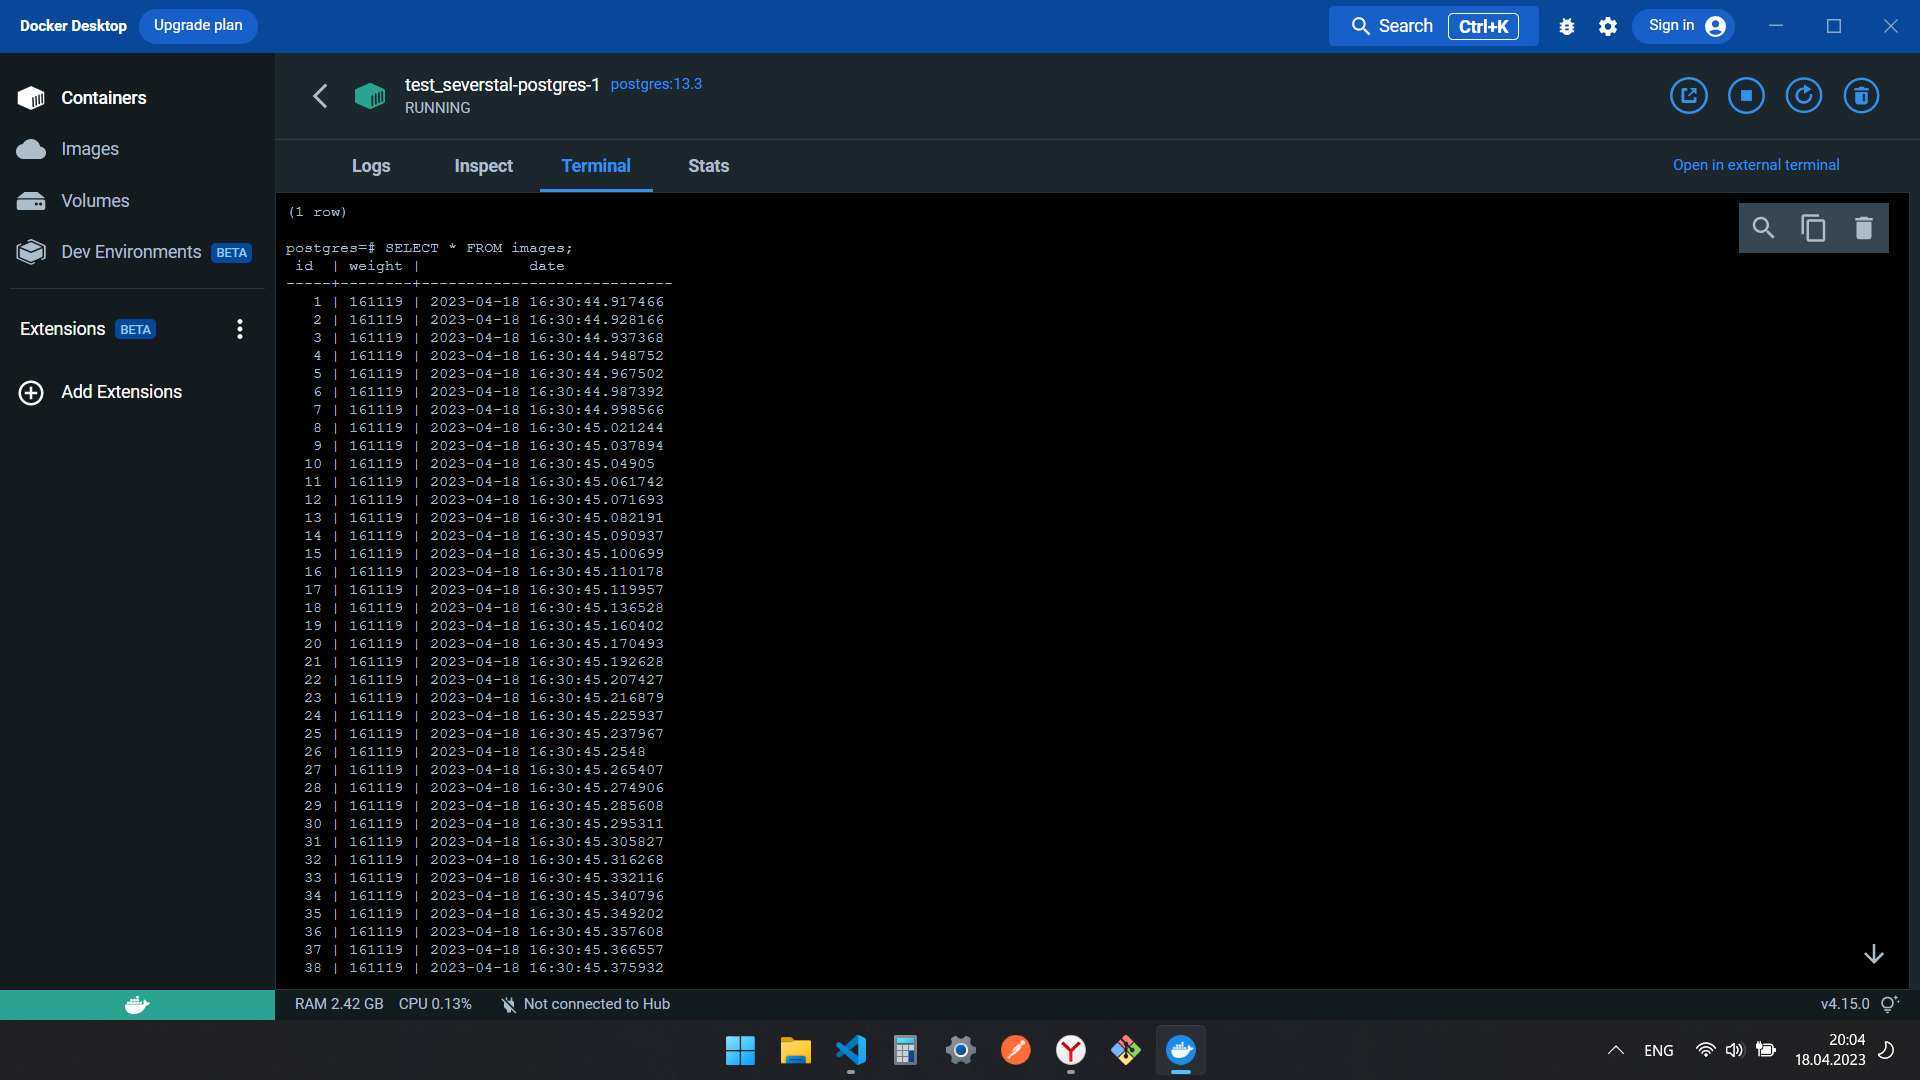 Docker Desktop Upgrade plan Search Ctrl+K Sign in
Containers
Images
Volumes
Dev Environments BETA
Extensions BETA
Add Extensions
test_severstal-postgres-1 postgres:13.3
RUNNING
Logs Inspect Terminal Stats Open in external terminal
(1 row)
postgres=# SELECT * FROM images;
id | weight | date
-----+--------+----------------------------
1 | 161119 | 2023-04-18 16:30:44.917466
2 | 161119 | 2023-04-18 16:30:44.928166
3 | 161119 | 2023-04-18 16:30:44.937368
4 | 161119 | 2023-04-18 16:30:44.948752
5 | 161119 | 2023-04-18 16:30:44.967502
6 | 161119 | 2023-04-18 16:30:44.987392
7 | 161119 | 2023-04-18 16:30:44.998566
8 | 161119 | 2023-04-18 16:30:45.021244
9 | 161119 | 2023-04-18 16:30:45.037894
10 | 161119 | 2023-04-18 16:30:45.04905
11 | 161119 | 2023-04-18 16:30:45.061742
12 | 161119 | 2023-04-18 16:30:45.071693
13 | 161119 | 2023-04-18 16:30:45.082191
14 | 161119 | 2023-04-18 16:30:45.090937
15 | 161119 | 2023-04-18 16:30:45.100699
16 | 161119 | 2023-04-18 16:30:45.110178
17 | 161119 | 2023-04-18 16:30:45.119957
18 | 161119 | 2023-04-18 16:30:45.136528
19 | 161119 | 2023-04-18 16:30:45.160402
20 | 161119 | 2023-04-18 16:30:45.170493
21 | 161119 | 2023-04-18 16:30:45.192628
22 | 161119 | 2023-04-18 16:30:45.207427
23 | 161119 | 2023-04-18 16:30:45.216879
24 | 161119 | 2023-04-18 16:30:45.225937
25 | 161119 | 2023-04-18 16:30:45.237967
26 | 161119 | 2023-04-18 16:30:45.2548
27 | 161119 | 2023-04-18 16:30:45.265407
28 | 161119 | 2023-04-18 16:30:45.274906
29 | 161119 | 2023-04-18 16:30:45.285608
30 | 161119 | 2023-04-18 16:30:45.295311
31 | 161119 | 2023-04-18 16:30:45.305827
32 | 161119 | 2023-04-18 16:30:45.316268
33 | 161119 | 2023-04-18 16:30:45.332116
34 | 161119 | 2023-04-18 16:30:45.340796
35 | 161119 | 2023-04-18 16:30:45.349202
36 | 161119 | 2023-04-18 16:30:45.357608
37 | 161119 | 2023-04-18 16:30:45.366557
38 | 161119 | 2023-04-18 16:30:45.375932
RAM 2.42 GB CPU 0.13% Not connected to Hub v4.15.0
ENG 20:04
18.04.2023